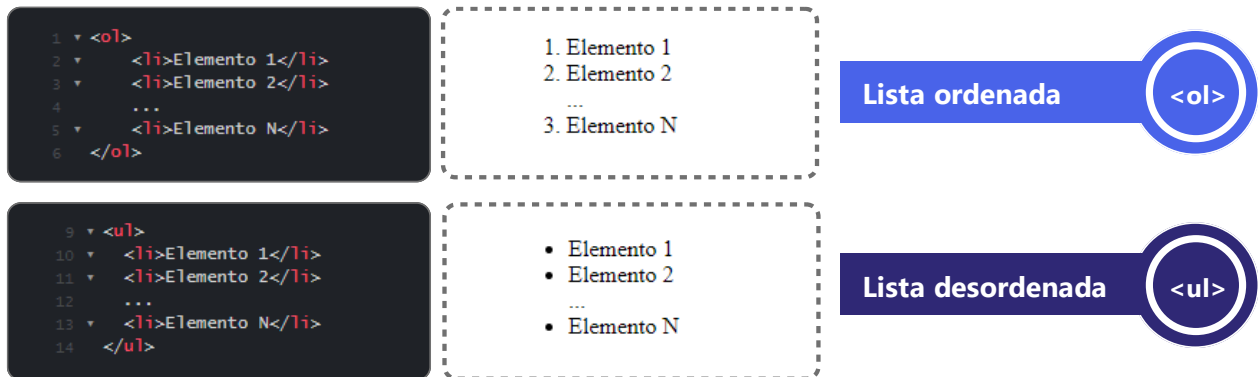 1 ▾ <ol>
2 ▾ <li>Elemento 1</li>
3 ▾ <li>Elemento 2</li>
4 ...
5 ▾ <li>Elemento N</li>
6 </ol>
1. Elemento 1
2. Elemento 2
...
3. Elemento N
Lista ordenada
<ol>
9 ▾ <ul>
10 ▾ <li>Elemento 1</li>
11 ▾ <li>Elemento 2</li>
12 ...
13 ▾ <li>Elemento N</li>
14 </ul>
• Elemento 1
• Elemento 2
...
• Elemento N
Lista desordenada
<ul>